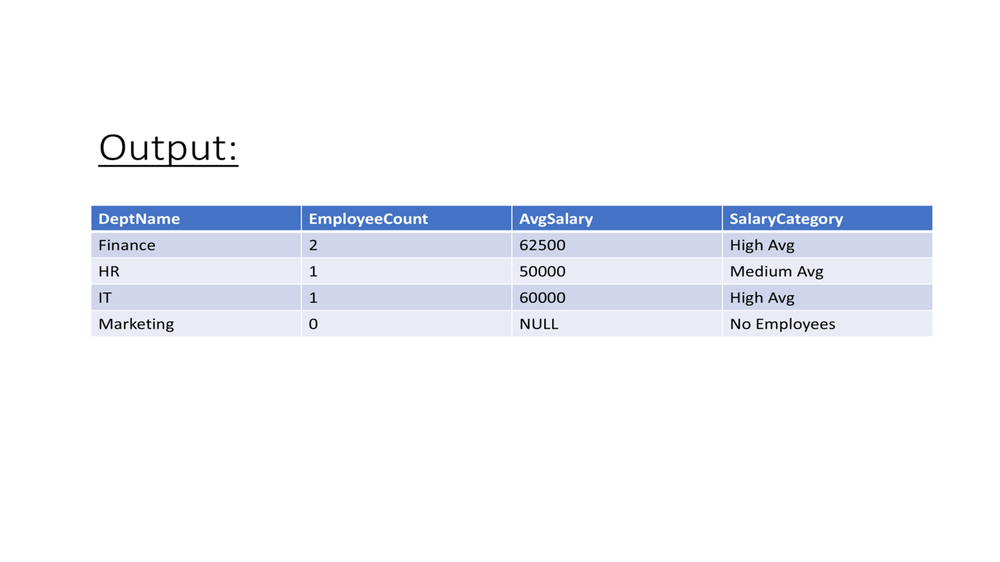 Output:
DeptName EmployeeCount AvgSalary SalaryCategory
Finance 2 62500 High Avg
HR 1 50000 Medium Avg
IT 1 60000 High Avg
Marketing 0 NULL No Employees